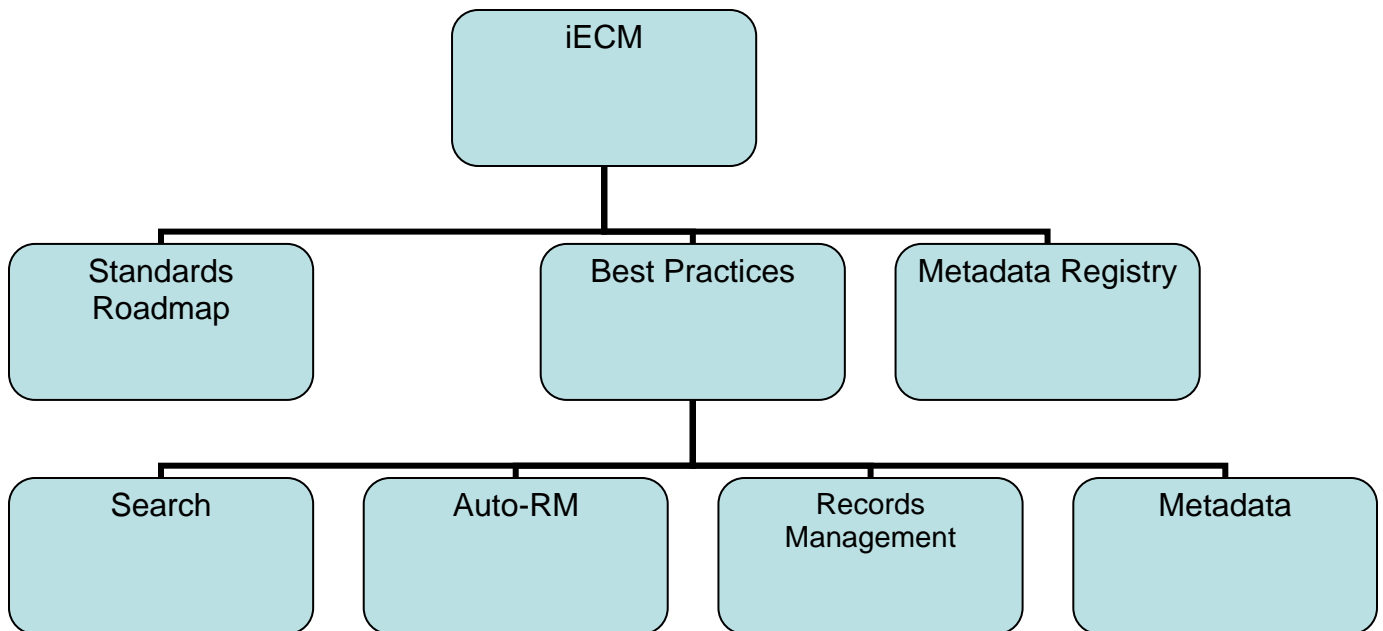 iECM
Standards
Roadmap
Best Practices
Metadata Registry
Search
Auto-RM
Records
Management
Metadata